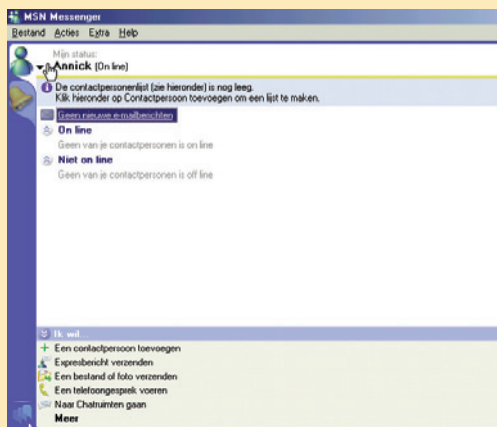 MSN Messenger
Bestand Acties Extra Help
Mijn status:
Annick (On line)
De contactpersonenlijst (zie hieronder) is nog leeg.
Klik hieronder op Contactpersoon toevoegen om een lijst te maken.
Geen nieuwe e-mailberichten
On line
Geen van je contactpersonen is on line
Niet on line
Geen van je contactpersonen is off line
Ik wil...
Een contactpersoon toevoegen
Expresbericht verzenden
Een bestand of foto verzenden
Een telefoongesprek voeren
Naar Chatruimten gaan
Meer